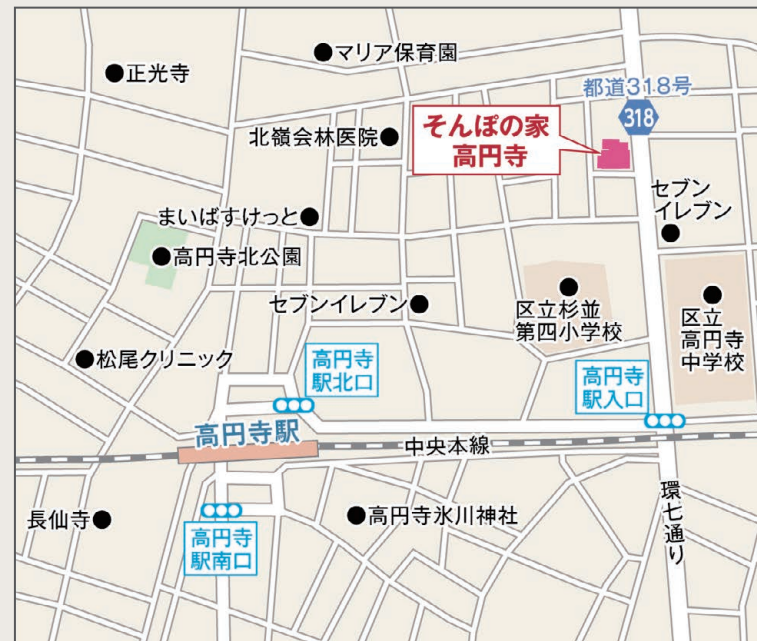 マリア保育園
正光寺
都道318号
318
北嶺会林医院
そんぽの家
高円寺
セブン
イレブン
まいばすけっと
高円寺北公園
セブンイレブン
区立杉並
第四小学校
区立
高円寺
中学校
松尾クリニック
高円寺
駅北口
高円寺
駅入口
高円寺駅
中央本線
長仙寺
高円寺
駅南口
高円寺氷川神社
環七通り